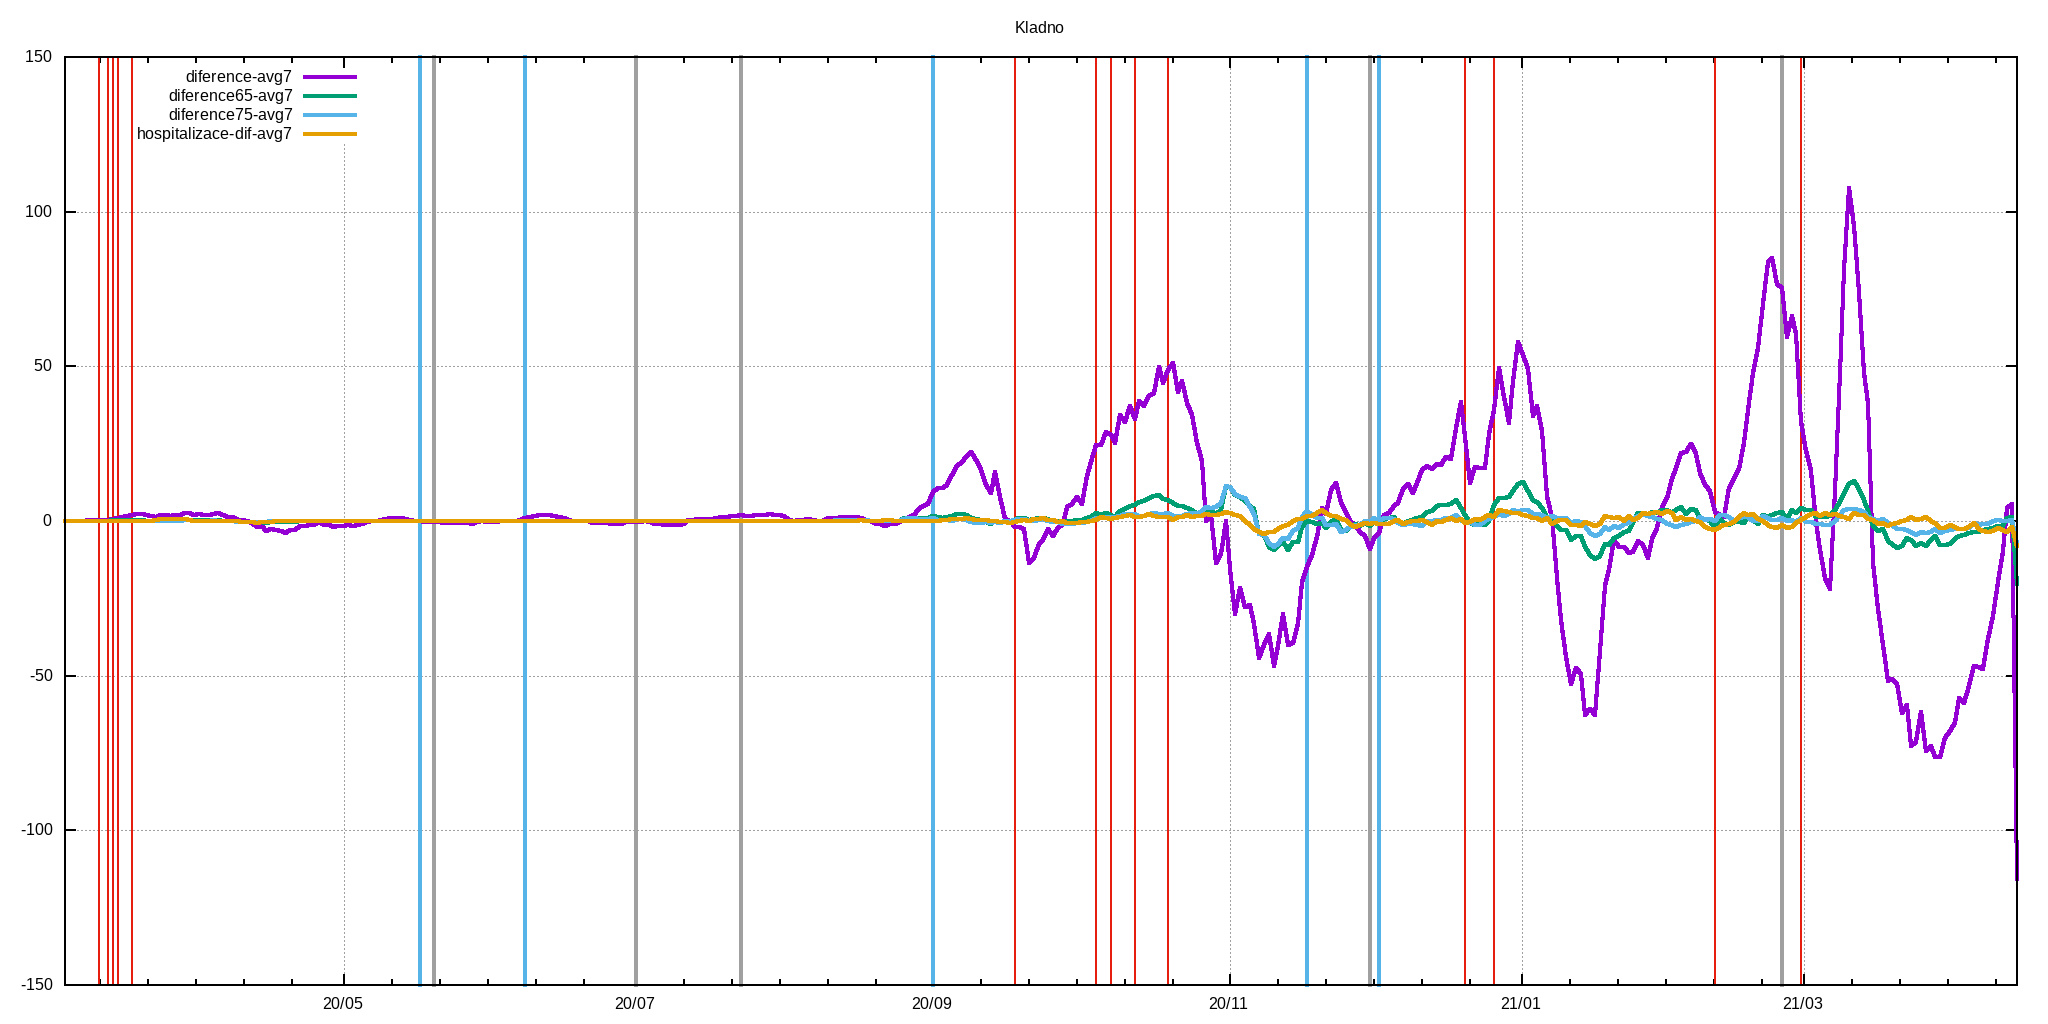 Kladno
150
diference-avg7
diference65-avg7
diference75-avg7
hospitalizace-dif-avg7
100
50
0
-50
-100
-150
20/05
20/07
20/09
20/11
21/01
21/03